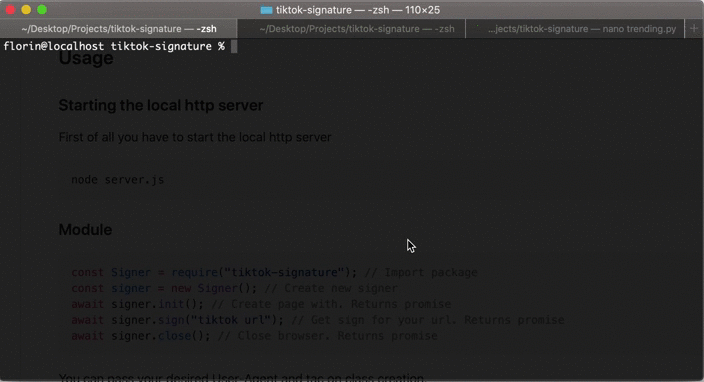 tiktok-signature — -zsh — 110×25
~/Desktop/Projects/tiktok-signature — -zsh
~/Desktop/Projects/tiktok-signature — -zsh
...jects/tiktok-signature — nano trending.py
+
florin@localhost tiktok-signature %
Usage
Starting the local http server
First of all you have to start the local http server
node server.js
Module
const Signer = require("tiktok-signature"); // Import package
const signer = new Signer(); // Create new signer
await signer.init(); // Create page with. Returns promise
await signer.sign("tiktok url"); // Get sign for your url. Returns promise
await signer.close(); // Close browser. Returns promise
You can pass your desired User-Agent and tac on class creation